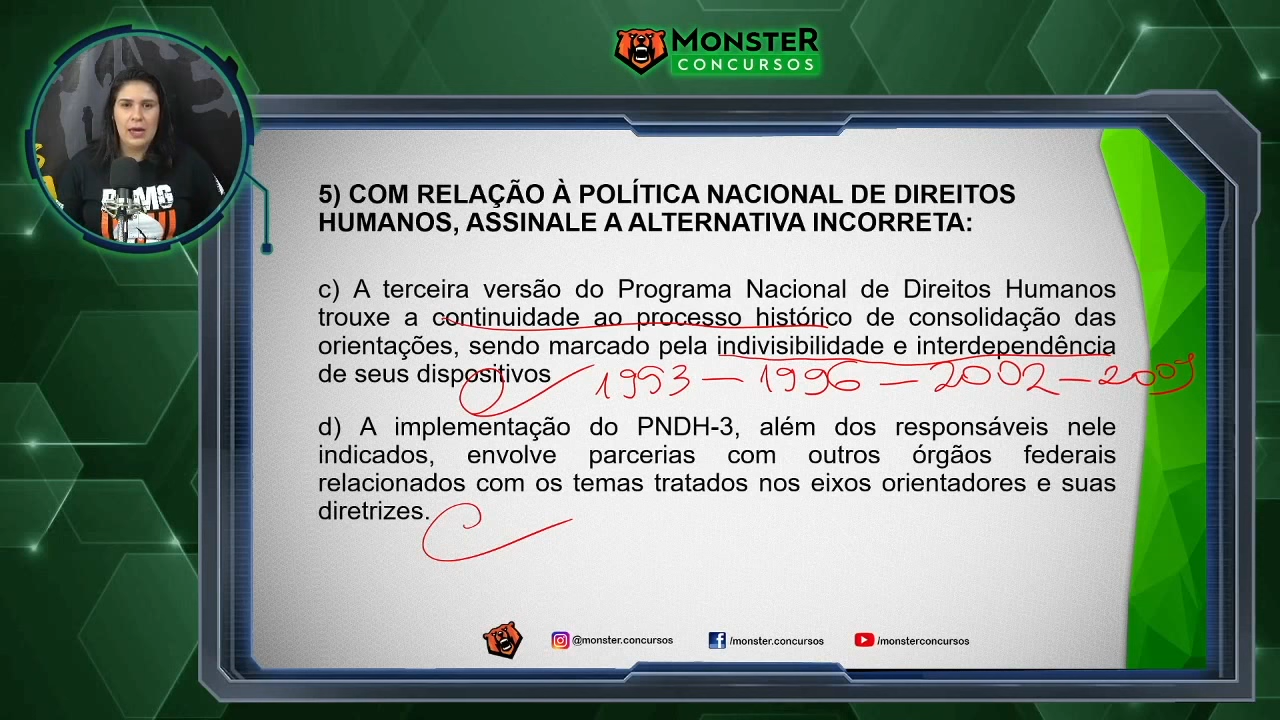 MONSTER
CONCURSOS
5) COM RELAÇÃO À POLÍTICA NACIONAL DE DIREITOS
HUMANOS, ASSINALE A ALTERNATIVA INCORRETA:
c) A terceira versão do Programa Nacional de Direitos Humanos
trouxe a continuidade ao processo histórico de consolidação das
orientações, sendo marcado pela indivisibilidade e interdependência
de seus dispositivos
1993 - 1996 - 2002 - 2009
d) A implementação do PNDH-3, além dos responsáveis nele
indicados, envolve parcerias com outros órgãos federais
relacionados com os temas tratados nos eixos orientadores e suas
diretrizes.
@monster.concursos
/monster.concursos
/monsterconcursos